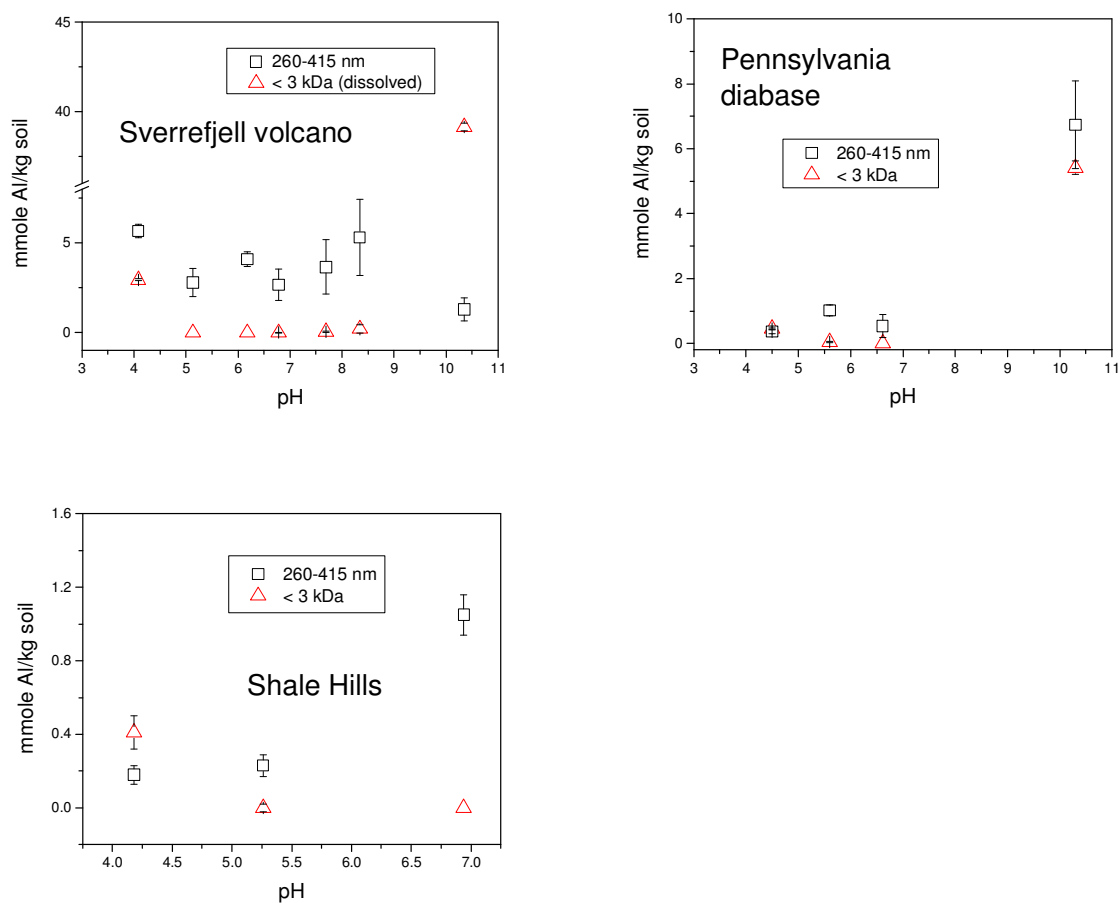 45
40
5
0
mmole Al/kg soil
260-415 nm
< 3 kDa (dissolved)
Sverrefjell volcano
3 4 5 6 7 8 9 10 11
pH
10
8
6
4
2
0
mmole Al/kg soil
Pennsylvania
diabase
260-415 nm
< 3 kDa
3 4 5 6 7 8 9 10 11
pH
1.6
1.2
0.8
0.4
0.0
mmole Al/kg soil
260-415 nm
< 3 kDa
Shale Hills
4.0 4.5 5.0 5.5 6.0 6.5 7.0
pH